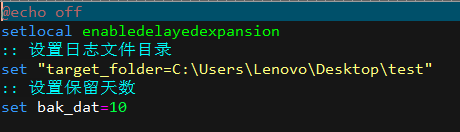 @echo off
setlocal enabledelayedexpansion
:: 设置日志文件目录
set "target_folder=C:\Users\Lenovo\Desktop\test"
:: 设置保留天数
set bak_dat=10